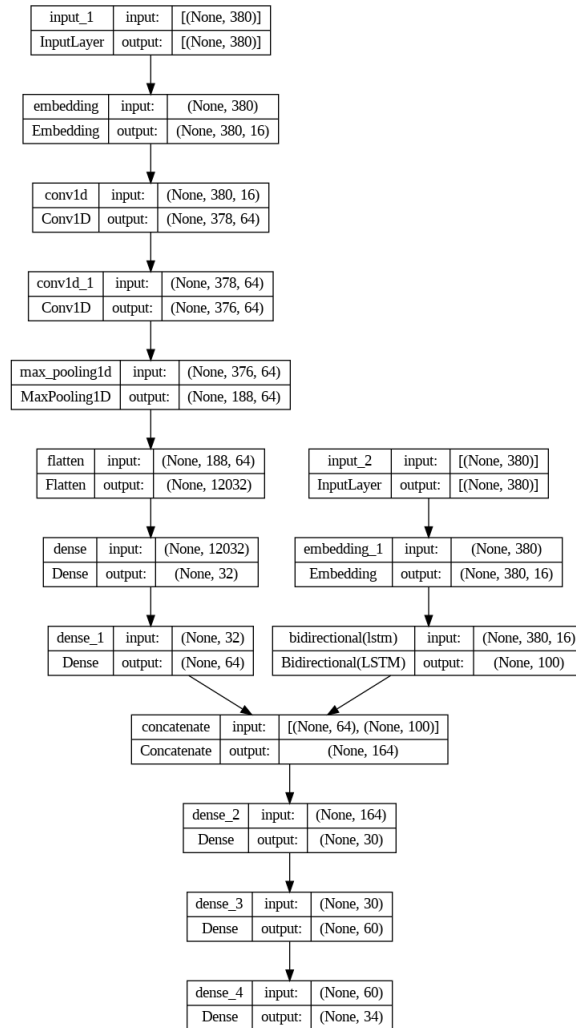 input_1 input: [(None, 380)]
InputLayer output: [(None, 380)]
embedding input: (None, 380)
Embedding output: (None, 380, 16)
conv1d input: (None, 380, 16)
Conv1D output: (None, 378, 64)
conv1d_1 input: (None, 378, 64)
Conv1D output: (None, 376, 64)
max_pooling1d input: (None, 376, 64)
MaxPooling1D output: (None, 188, 64)
flatten input: (None, 188, 64)
Flatten output: (None, 12032)
input_2 input: [(None, 380)]
InputLayer output: [(None, 380)]
dense input: (None, 12032)
Dense output: (None, 32)
embedding_1 input: (None, 380)
Embedding output: (None, 380, 16)
dense_1 input: (None, 32)
Dense output: (None, 64)
bidirectional(lstm) input: (None, 380, 16)
Bidirectional(LSTM) output: (None, 100)
concatenate input: [(None, 64), (None, 100)]
Concatenate output: (None, 164)
dense_2 input: (None, 164)
Dense output: (None, 30)
dense_3 input: (None, 30)
Dense output: (None, 60)
dense_4 input: (None, 60)
Dense output: (None, 34)